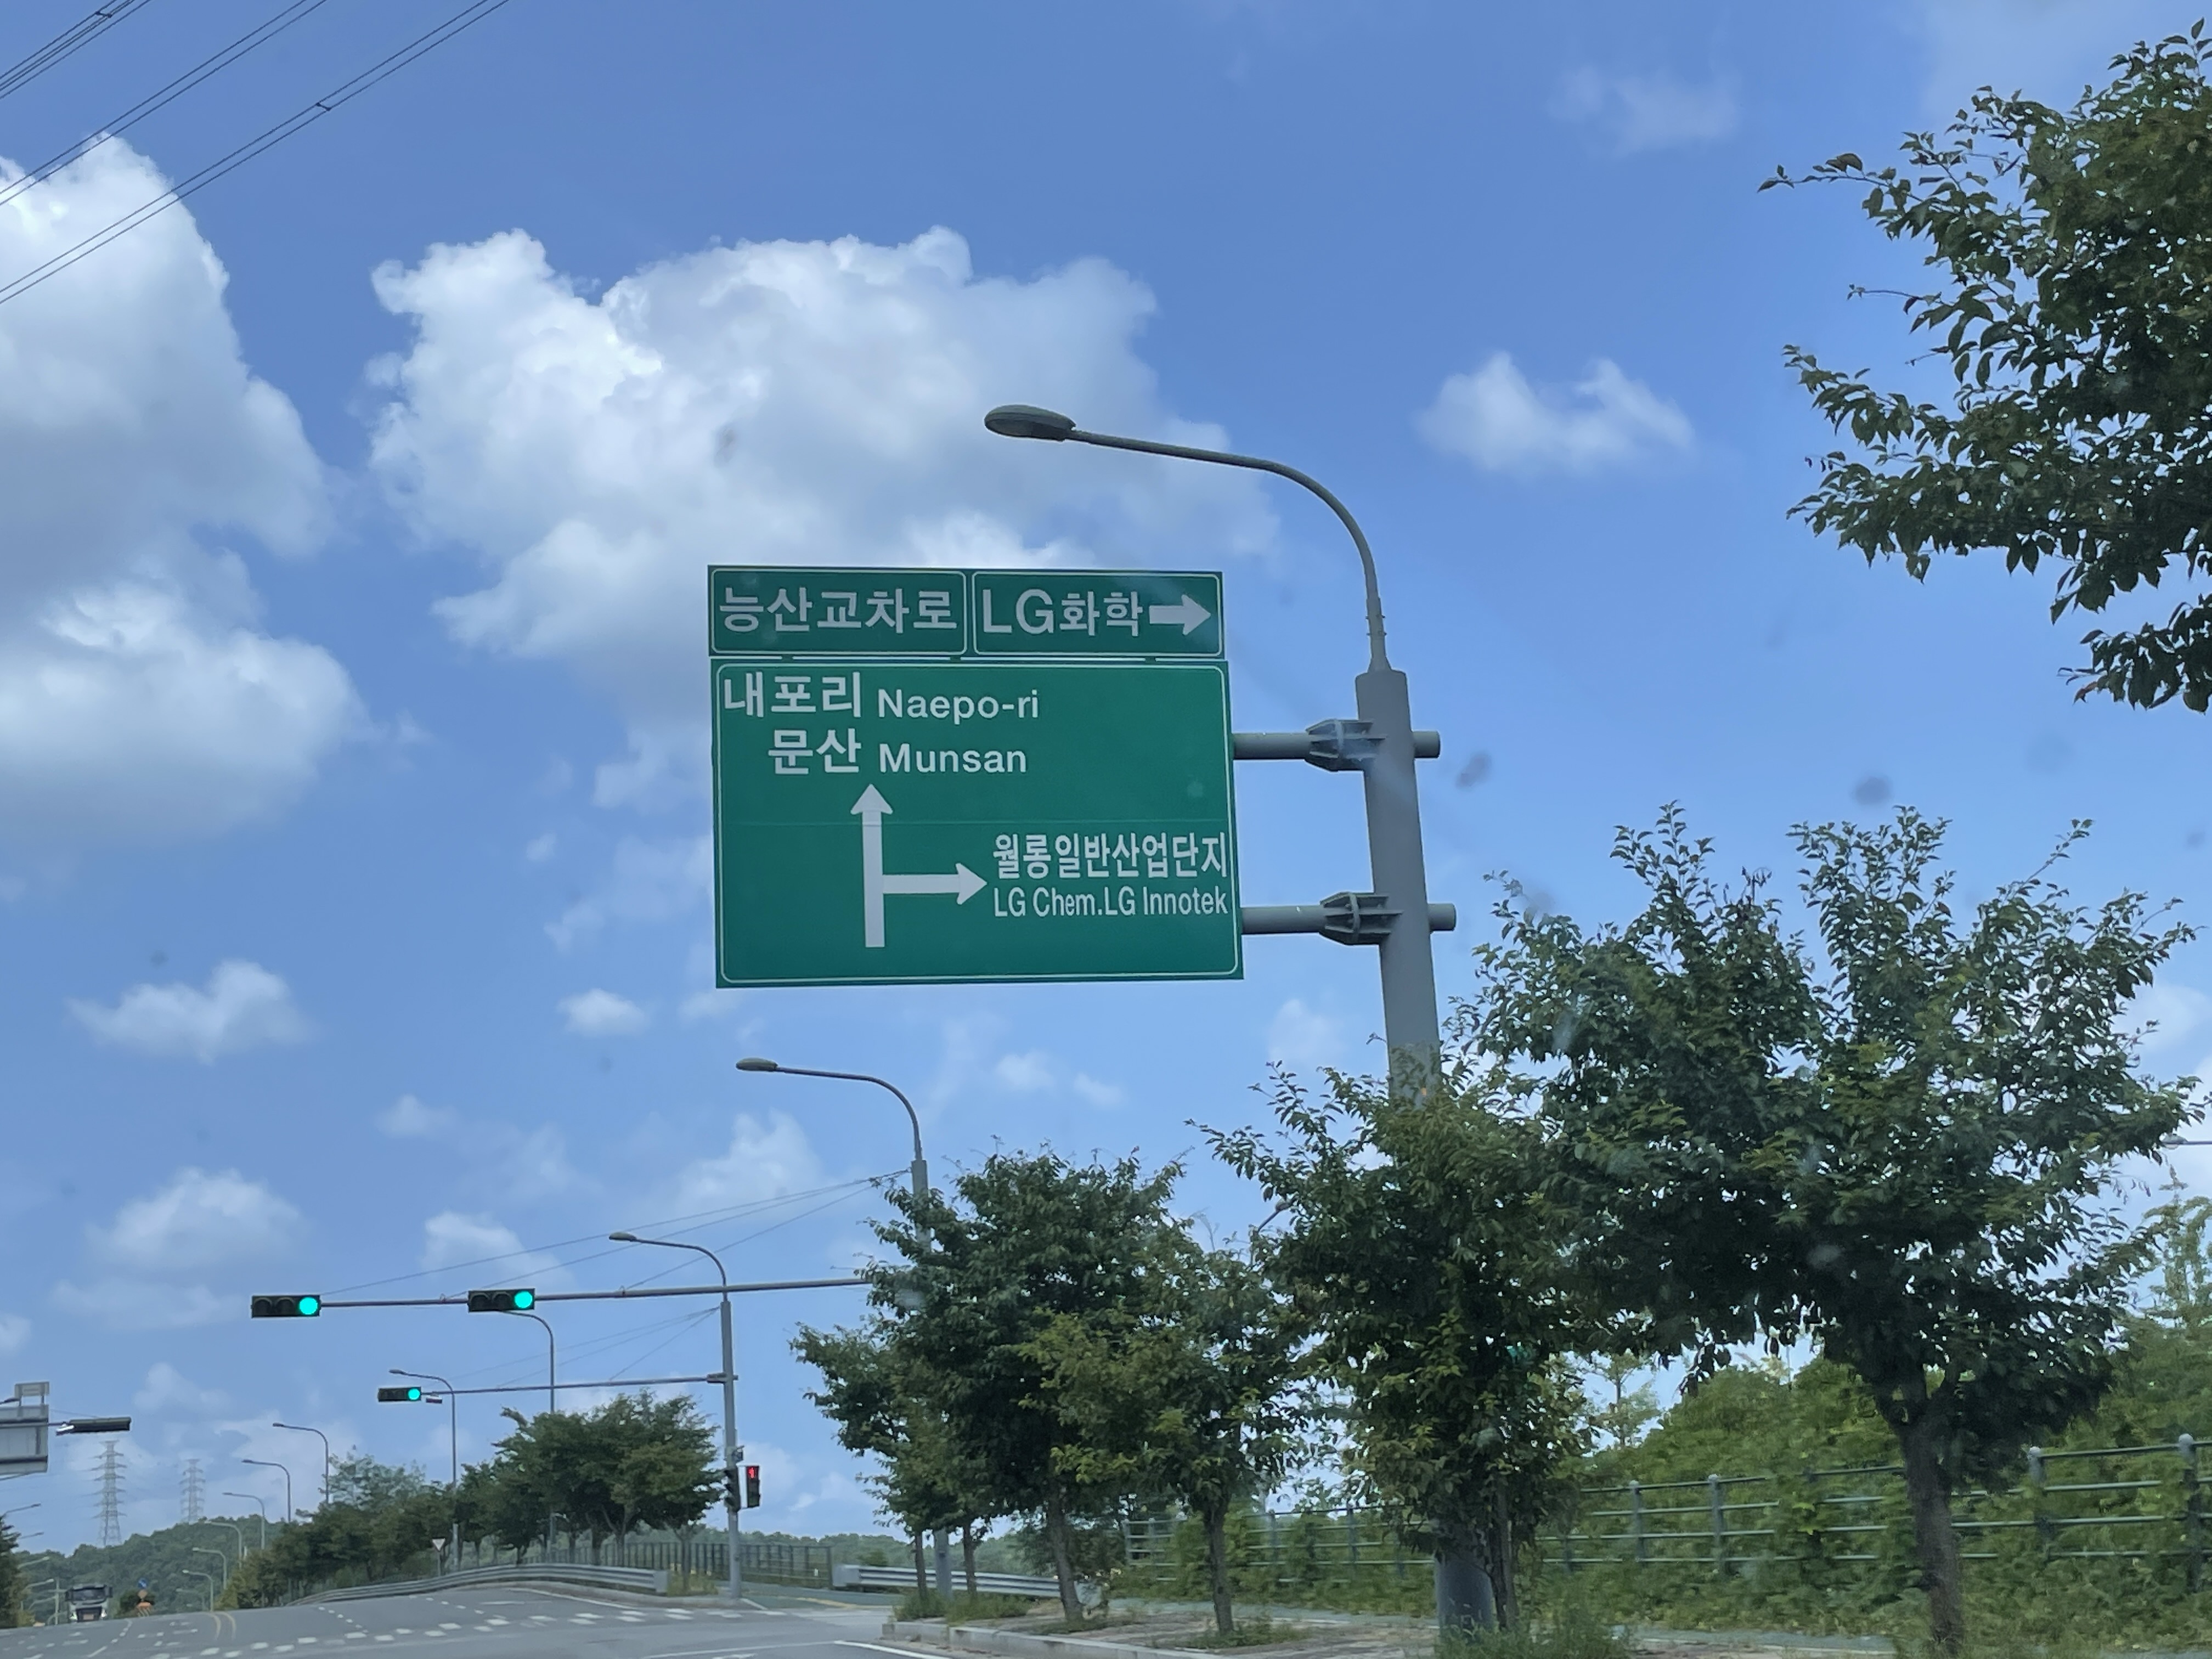 능산교차로 LG화학
내포리 Naepo-ri
문산 Munsan
월롱일반산업단지
LG Chem.LG Innotek